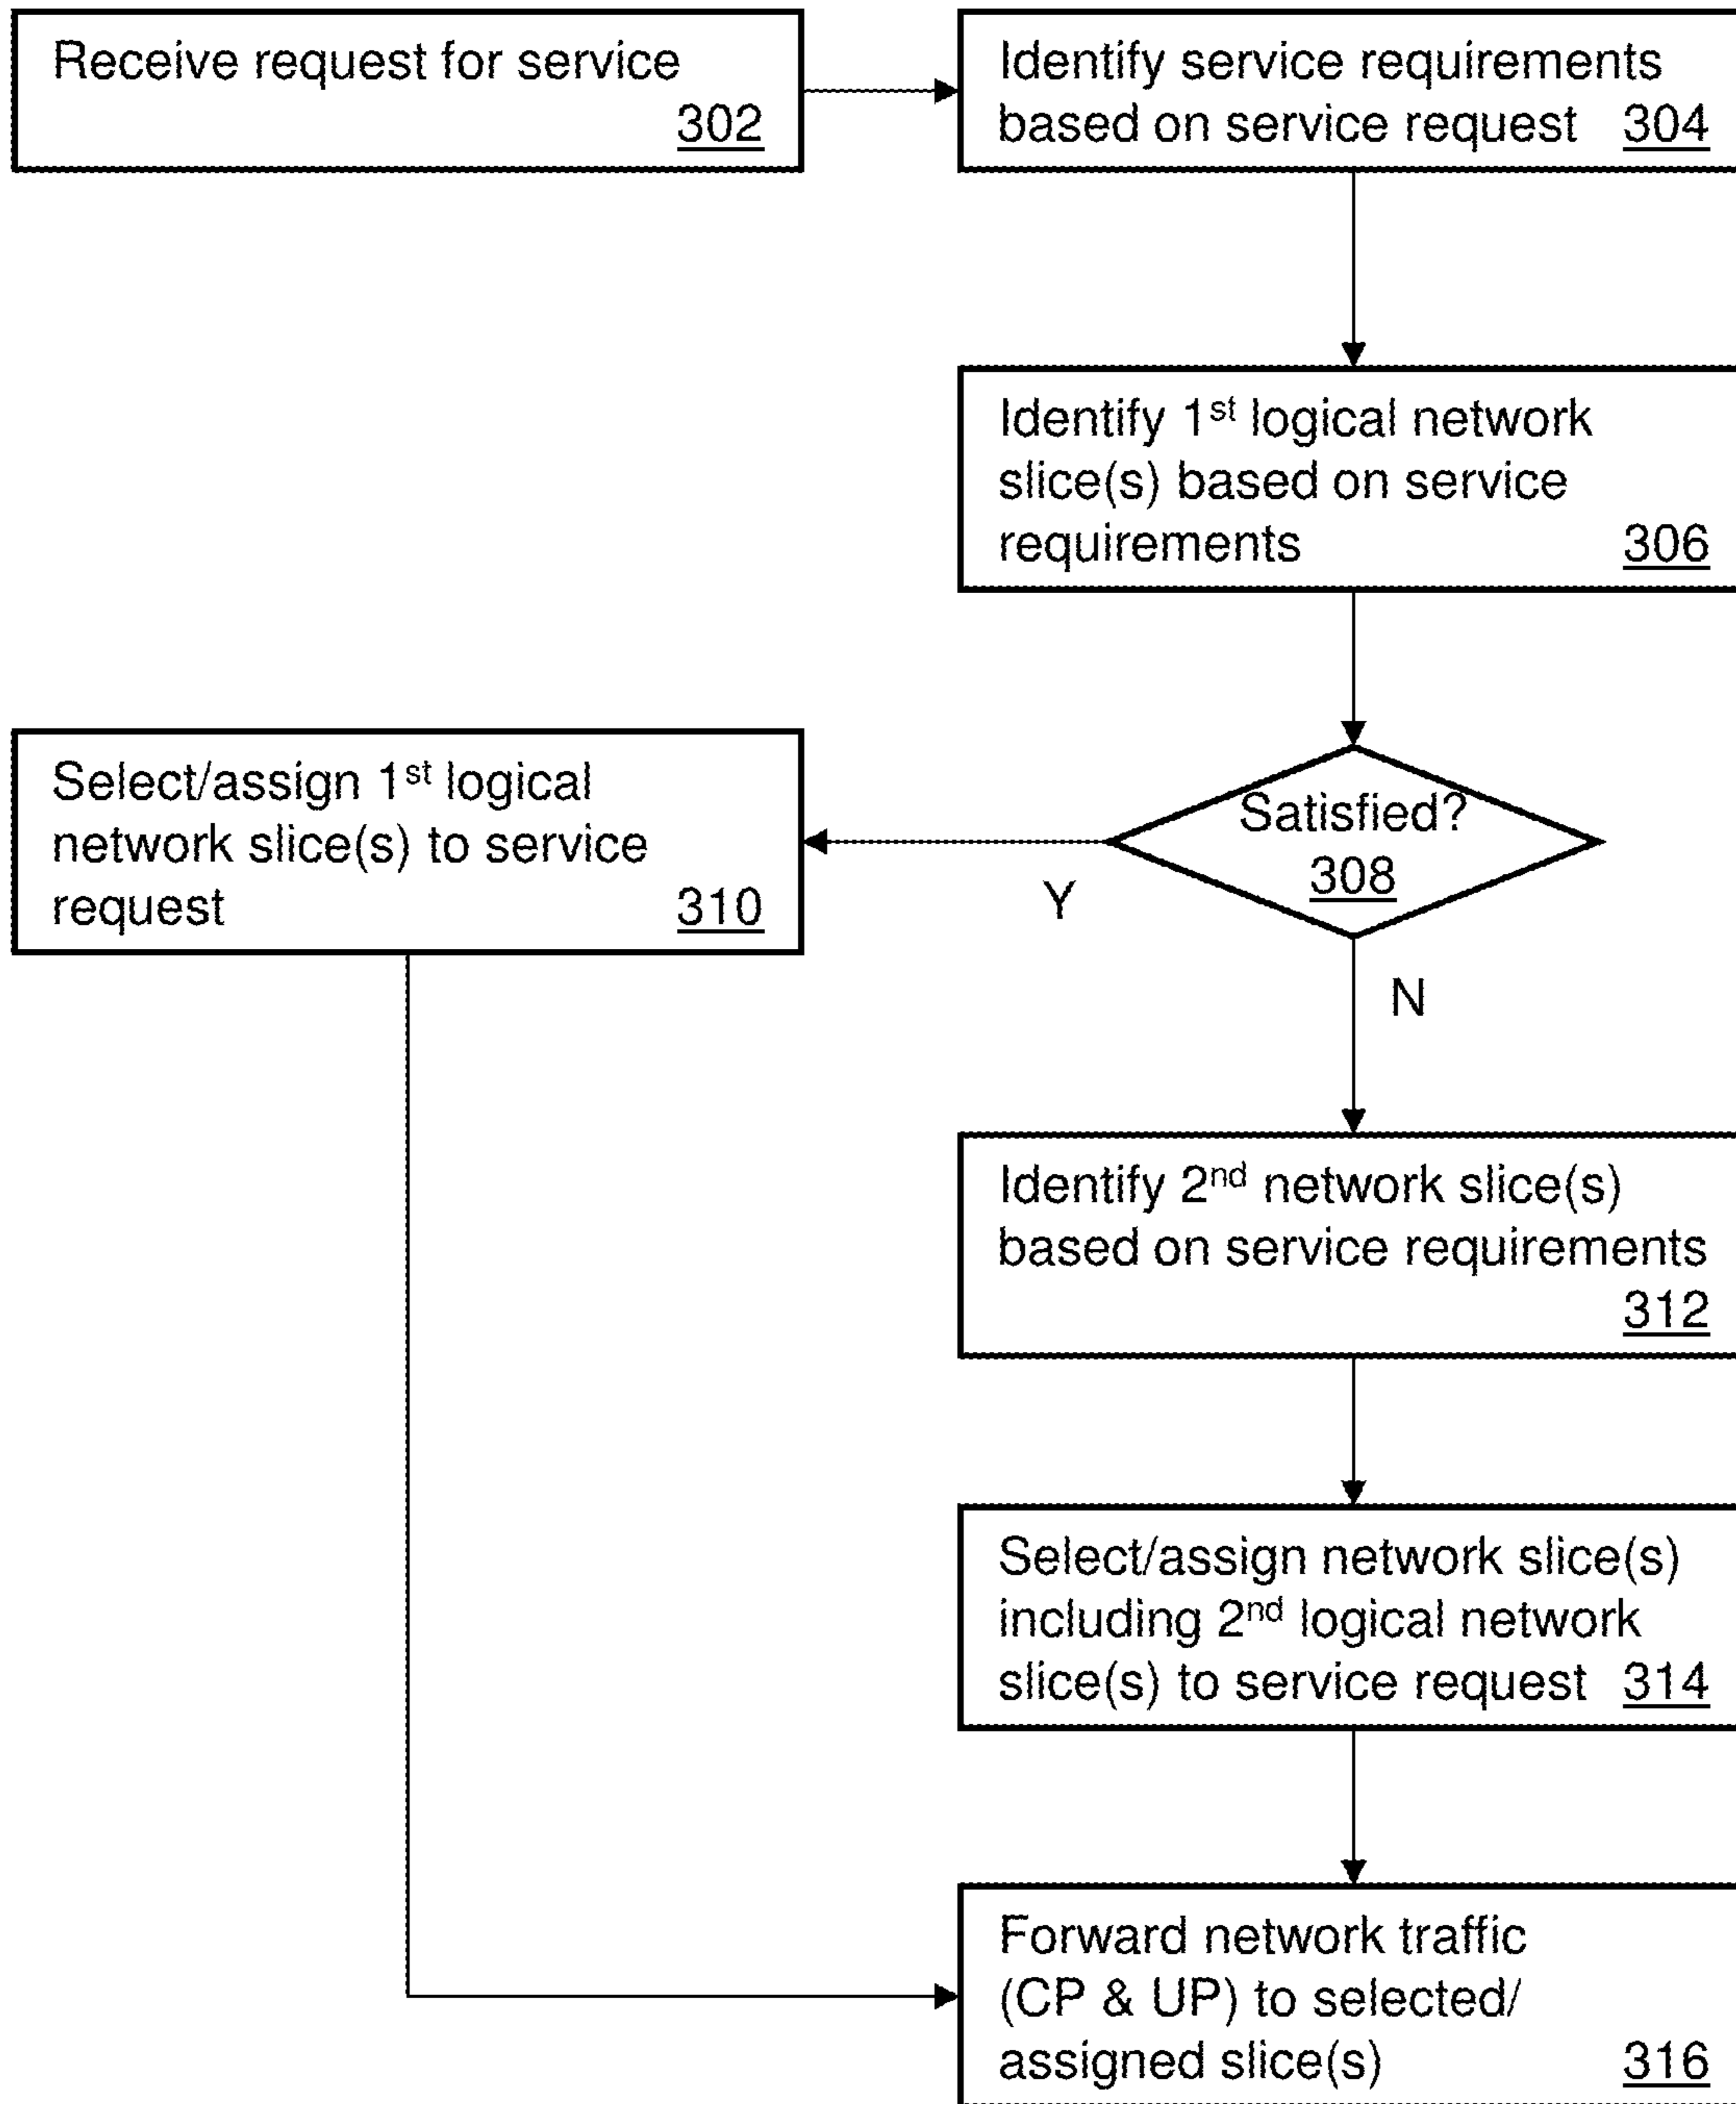 Receive request for service
302
Identify service requirements
based on service request 304
Identify 1st logical network
slice(s) based on service
requirements 306
Satisfied?
308
Y
N
Select/assign 1st logical
network slice(s) to service
request 310
Identify 2nd network slice(s)
based on service requirements
312
Select/assign network slice(s)
including 2nd logical network
slice(s) to service request 314
Forward network traffic
(CP & UP) to selected/
assigned slice(s) 316